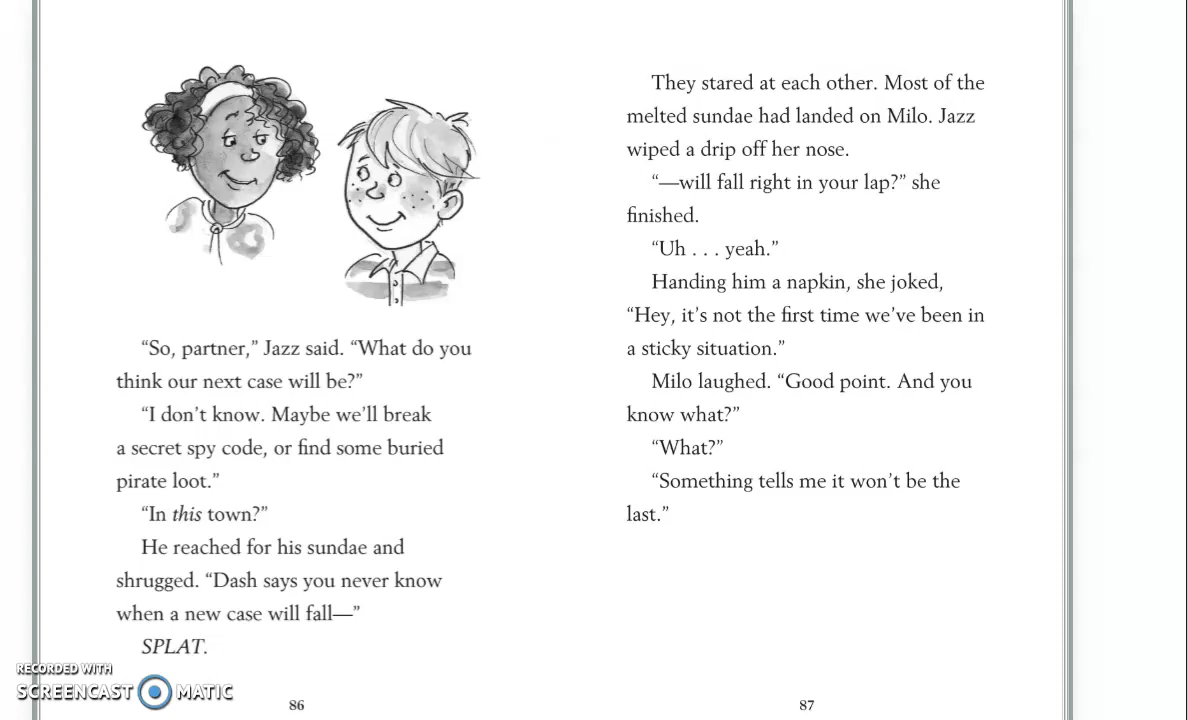 “So, partner,” Jazz said. “What do you
think our next case will be?”
“I don’t know. Maybe we’ll break
a secret spy code, or find some buried
pirate loot.”
“In this town?”
He reached for his sundae and
shrugged. “Dash says you never know
when a new case will fall—”
SPLAT.
86
They stared at each other. Most of the
melted sundae had landed on Milo. Jazz
wiped a drip off her nose.
“—will fall right in your lap?” she
finished.
“Uh . . . yeah.”
Handing him a napkin, she joked,
“Hey, it’s not the first time we’ve been in
a sticky situation.”
Milo laughed. “Good point. And you
know what?”
“What?”
“Something tells me it won’t be the
last.”
87
RECORDED WITH
SCREENCAST MATIC